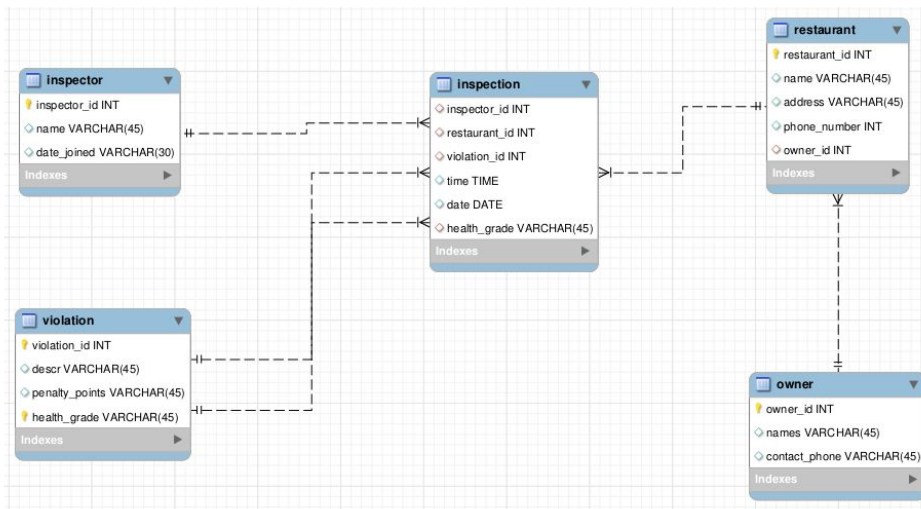 inspector
inspector_id INT
name VARCHAR(45)
date_joined VARCHAR(30)
Indexes
inspection
inspector_id INT
restaurant_id INT
violation_id INT
time TIME
date DATE
health_grade VARCHAR(45)
Indexes
restaurant
restaurant_id INT
name VARCHAR(45)
address VARCHAR(45)
phone_number INT
owner_id INT
Indexes
violation
violation_id INT
descr VARCHAR(45)
penalty_points VARCHAR(45)
health_grade VARCHAR(45)
Indexes
owner
owner_id INT
names VARCHAR(45)
contact_phone VARCHAR(45)
Indexes